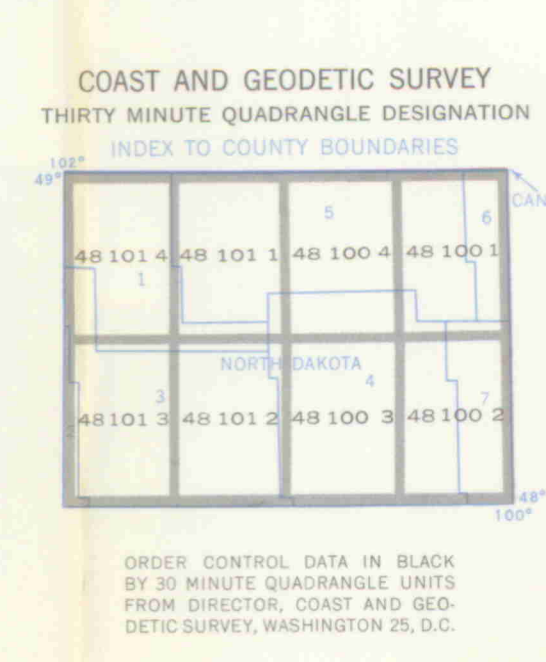 COAST AND GEODETIC SURVEY
THIRTY MINUTE QUADRANGLE DESIGNATION
INDEX TO COUNTY BOUNDARIES
102°
49°
CAN
5
6
48 101 4 48 101 1 48 100 4 48 100 1
1
NORTH DAKOTA
3
4
7
2
48 101 3 48 101 2 48 100 3 48 100 2
48°
100°
ORDER CONTROL DATA IN BLACK
BY 30 MINUTE QUADRANGLE UNITS
FROM DIRECTOR, COAST AND GEO-
DETIC SURVEY, WASHINGTON 25, D.C.